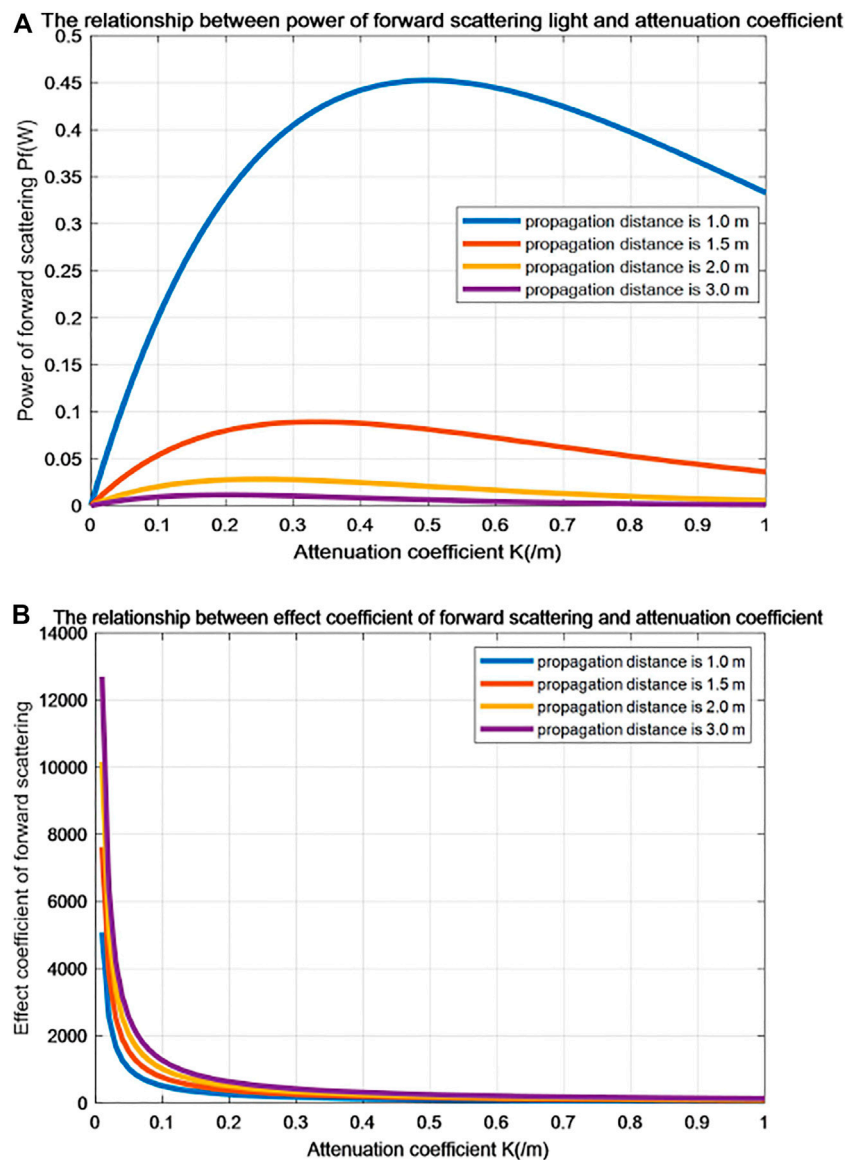 A The relationship between power of forward scattering light and attenuation coefficient
0.5
0.45
0.4
0.35
0.3
0.25
0.2
0.15
0.1
0.05
0
Power of forward scattering Pf(W)
propagation distance is 1.0 m
propagation distance is 1.5 m
propagation distance is 2.0 m
propagation distance is 3.0 m
0 0.1 0.2 0.3 0.4 0.5 0.6 0.7 0.8 0.9 1
Attenuation coefficient K(/m)
B The relationship between effect coefficient of forward scattering and attenuation coefficient
14000
12000
10000
8000
6000
4000
2000
0
Effect coefficient of forward scattering
propagation distance is 1.0 m
propagation distance is 1.5 m
propagation distance is 2.0 m
propagation distance is 3.0 m
0 0.1 0.2 0.3 0.4 0.5 0.6 0.7 0.8 0.9 1
Attenuation coefficient K(/m)